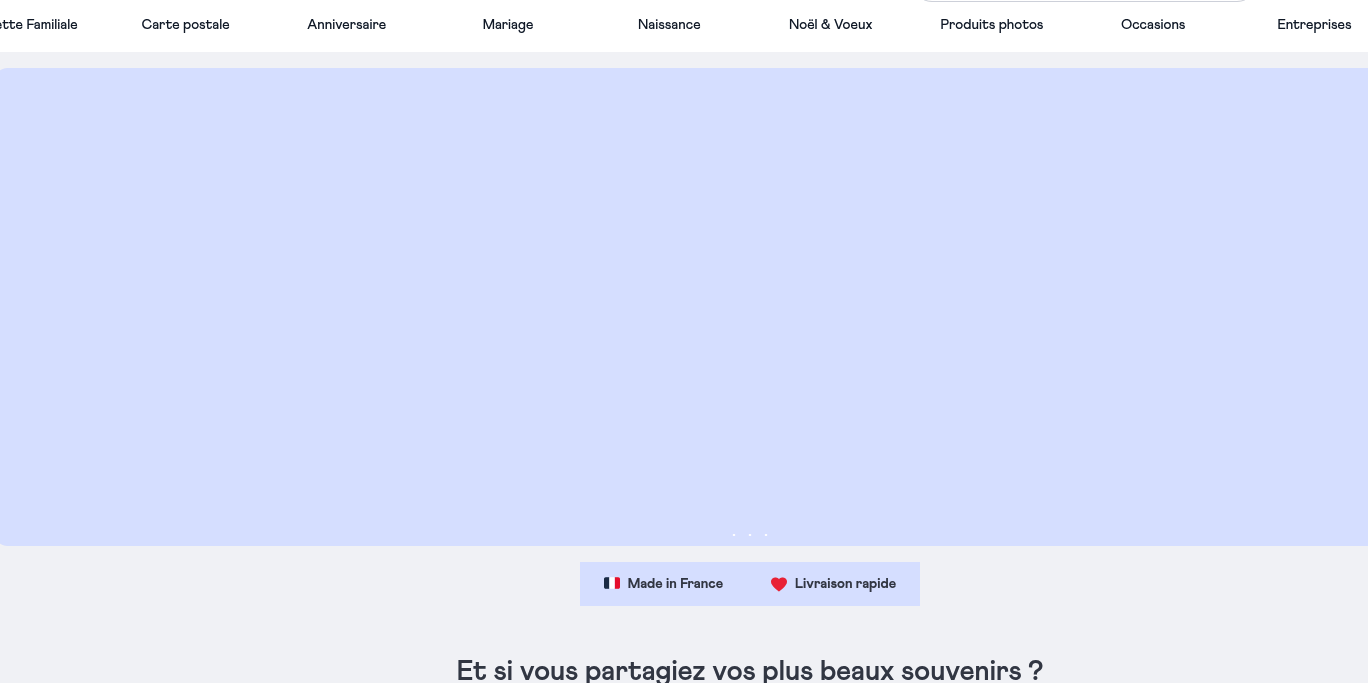 ette Familiale Carte postale Anniversaire Mariage Naissance Noël & Voeux Produits photos Occasions Entreprises
Made in France Livraison rapide
Et si vous partagiez vos plus beaux souvenirs ?